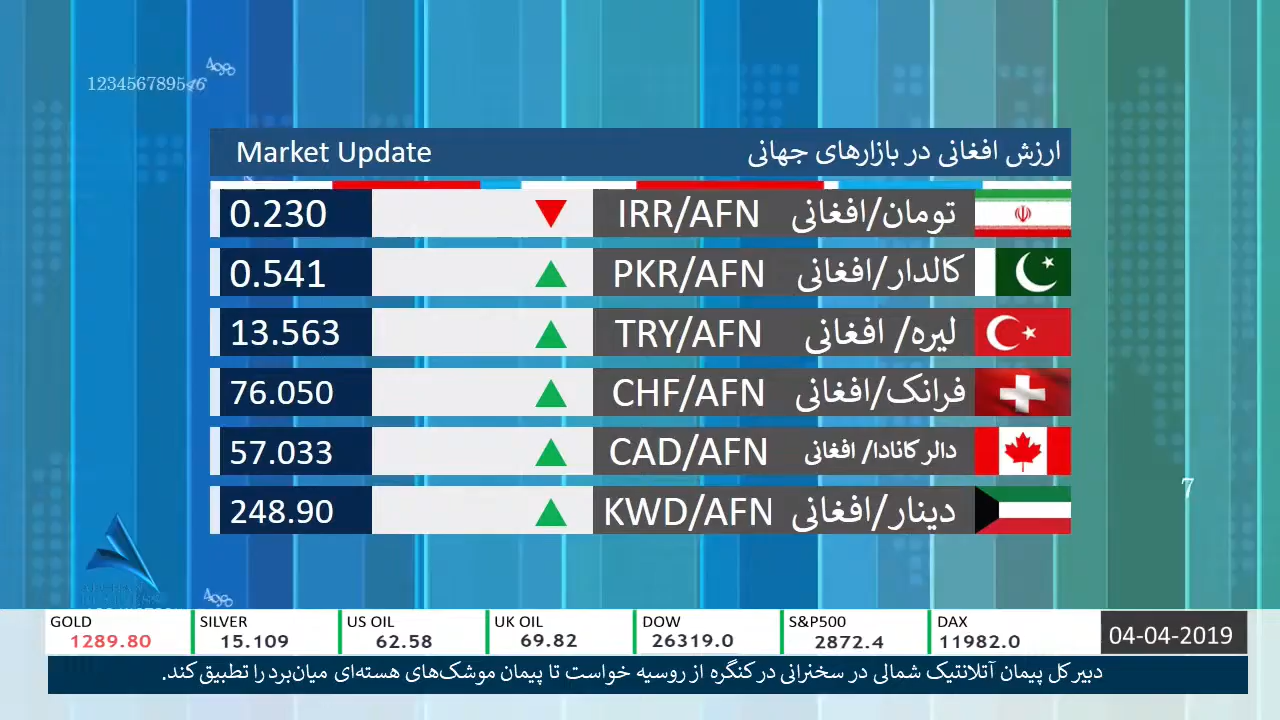 4080
123456789546
Market Update ارزش افغانی در بازارهای جهانی
0.230 IRR/AFN تومان/افغانی
0.541 PKR/AFN کالدار/افغانی
13.563 TRY/AFN لیره/ افغانی
76.050 CHF/AFN فرانک/افغانی
57.033 CAD/AFN دالر کانادا/ افغانی
248.90 KWD/AFN دینار/افغانی
7
4080
GOLD SILVER US OIL UK OIL DOW S&P500 DAX
1289.80 15.109 62.58 69.82 26319.0 2872.4 11982.0 04-04-2019
دبیر کل پیمان آتلانتیک شمالی در سخنرانی در کنگره از روسیه خواست تا پیمان موشک‌های هسته‌ای میان‌برد را تطبیق کند.